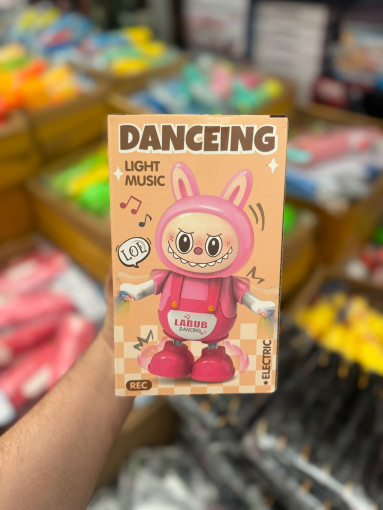 DANCEING
LIGHT
MUSIC
LOL
LABUB
DANCING
ELECTRIC
REC